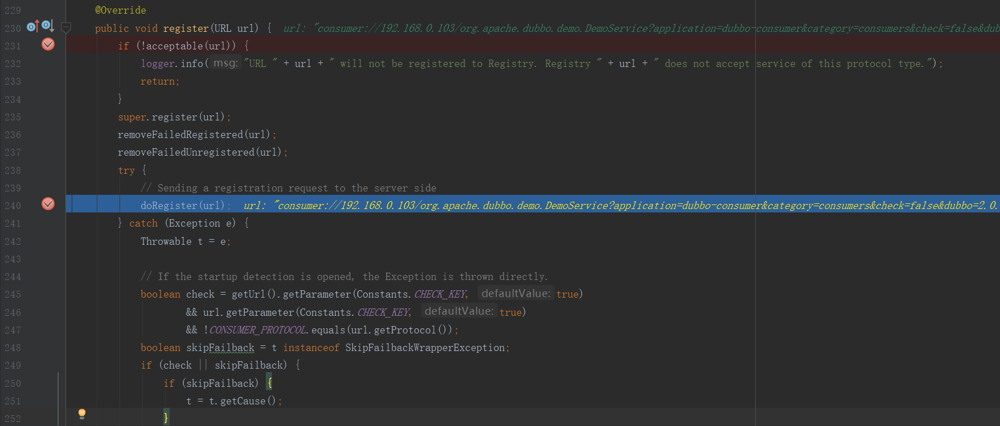 229 @Override
230 public void register(URL url) { url: "consumer://192.168.0.103/org.apache.dubbo.demo.DemoService?application=dubbo-consumer&category=consumers&check=false&dub
231 if (!acceptable(url)) {
232 logger.info( msg: "URL " + url + " will not be registered to Registry. Registry " + url + " does not accept service of this protocol type.");
233 return;
234 }
235 super.register(url);
236 removeFailedRegistered(url);
237 removeFailedUnregistered(url);
238 try {
239 // Sending a registration request to the server side
240 doRegister(url); url: "consumer://192.168.0.103/org.apache.dubbo.demo.DemoService?application=dubbo-consumer&category=consumers&check=false&dubbo=2.0.
241 } catch (Exception e) {
242 Throwable t = e;
243
244 // If the startup detection is opened, the Exception is thrown directly.
245 boolean check = getUrl().getParameter(Constants.CHECK_KEY, defaultValue: true)
246 && url.getParameter(Constants.CHECK_KEY, defaultValue: true)
247 && !CONSUMER_PROTOCOL.equals(url.getProtocol());
248 boolean skipFailback = t instanceof SkipFailbackWrapperException;
249 if (check || skipFailback) {
250 if (skipFailback) {
251 t = t.getCause();
252 }